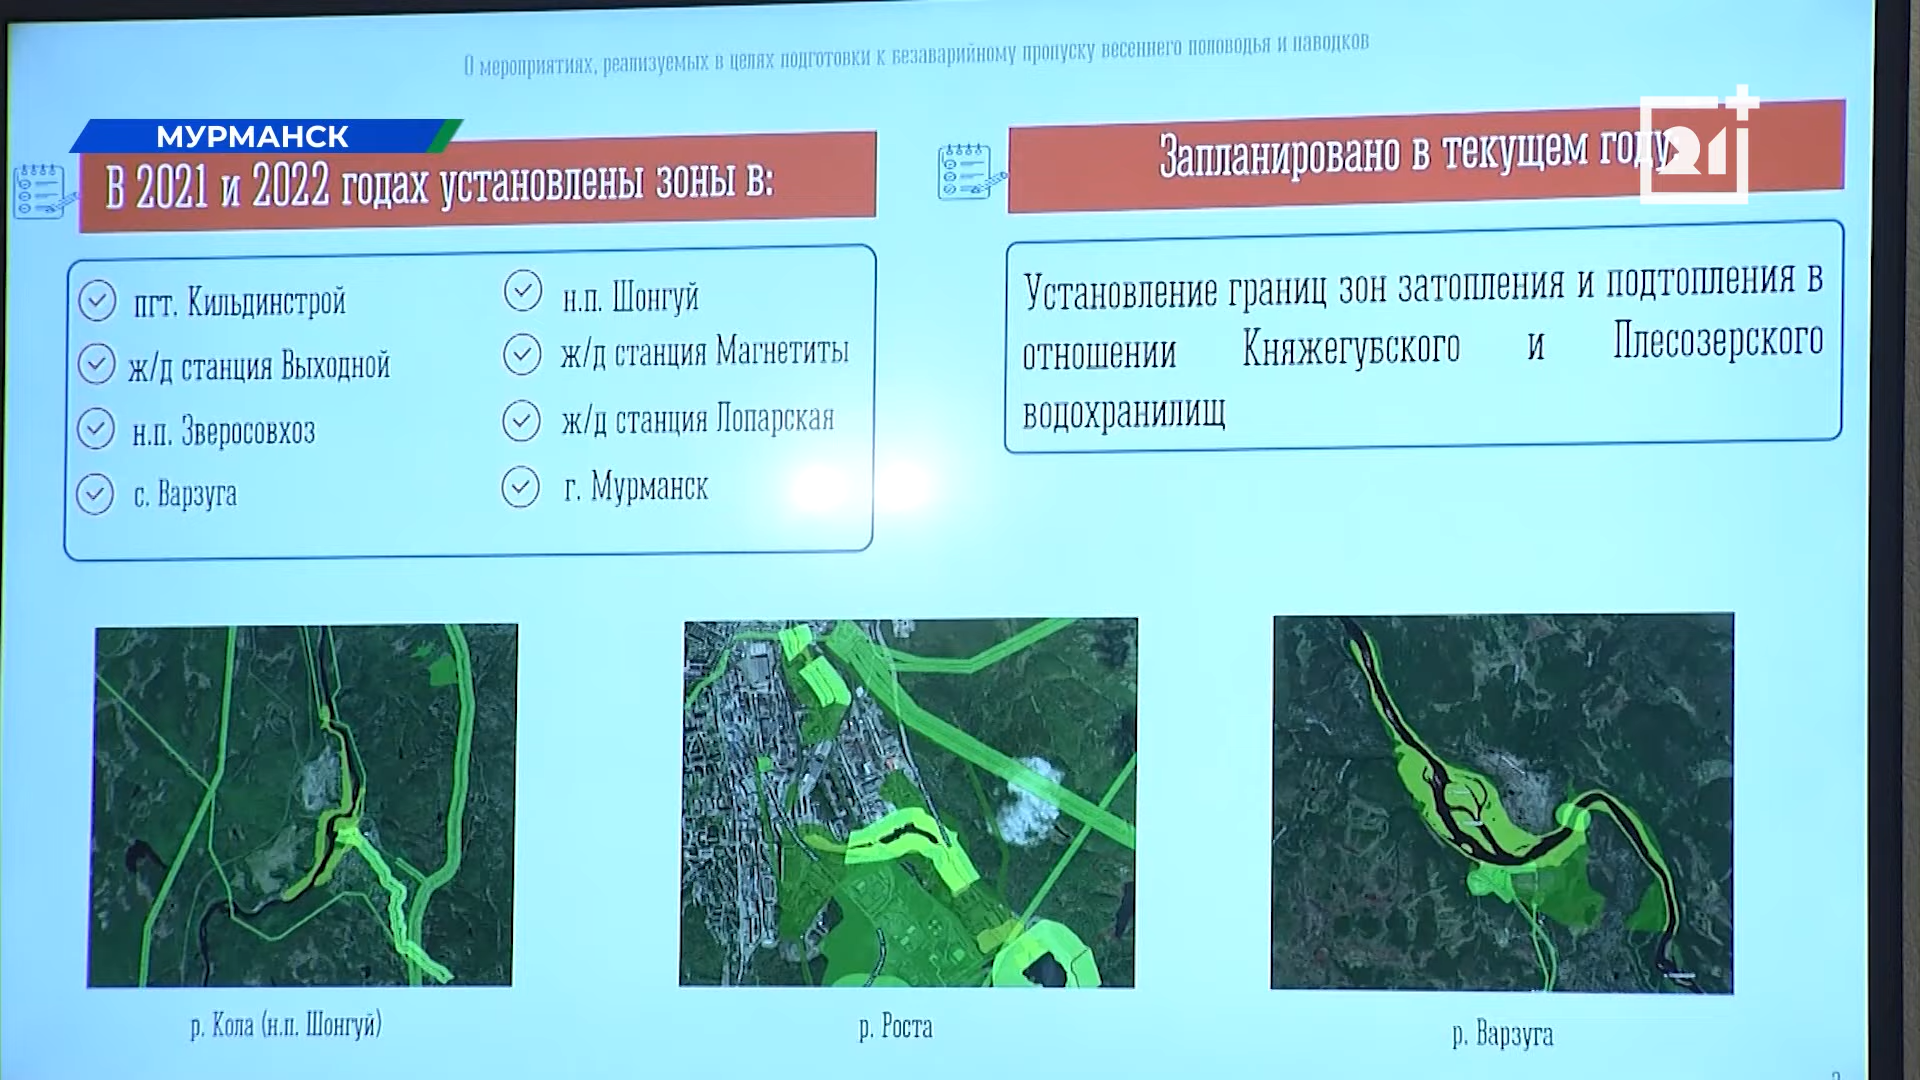 О мероприятиях, реализуемых в целях подготовки к безаварийному пропуску весеннего половодья и паводков
МУРМАНСК
21
В 2021 и 2022 годах установлены зоны в:
пгт. Кильдинстрой
ж/д станция Выходной
н.п. Зверосовхоз
с. Варзуга
н.п. Шонгуй
ж/д станция Магнетиты
ж/д станция Лопарская
г. Мурманск
Запланировано в текущем году
Установление границ зон затопления и подтопления в
отношении Княжегубского и Плесозерского
водохранилищ
р. Кола (н.п. Шонгуй)
р. Роста
р. Варзуга